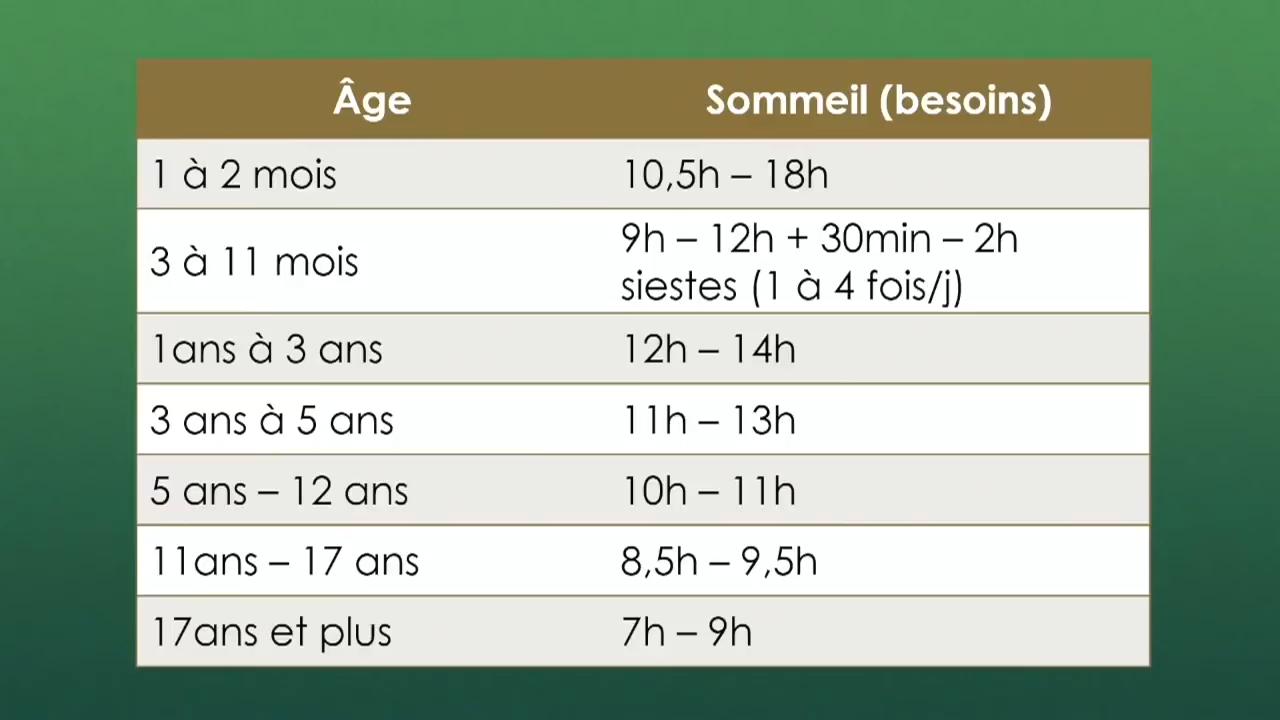 Âge Sommeil (besoins)
1 à 2 mois 10,5h – 18h
3 à 11 mois 9h – 12h + 30min – 2h
siestes (1 à 4 fois/j)
1ans à 3 ans 12h – 14h
3 ans à 5 ans 11h – 13h
5 ans – 12 ans 10h – 11h
11ans – 17 ans 8,5h – 9,5h
17ans et plus 7h – 9h